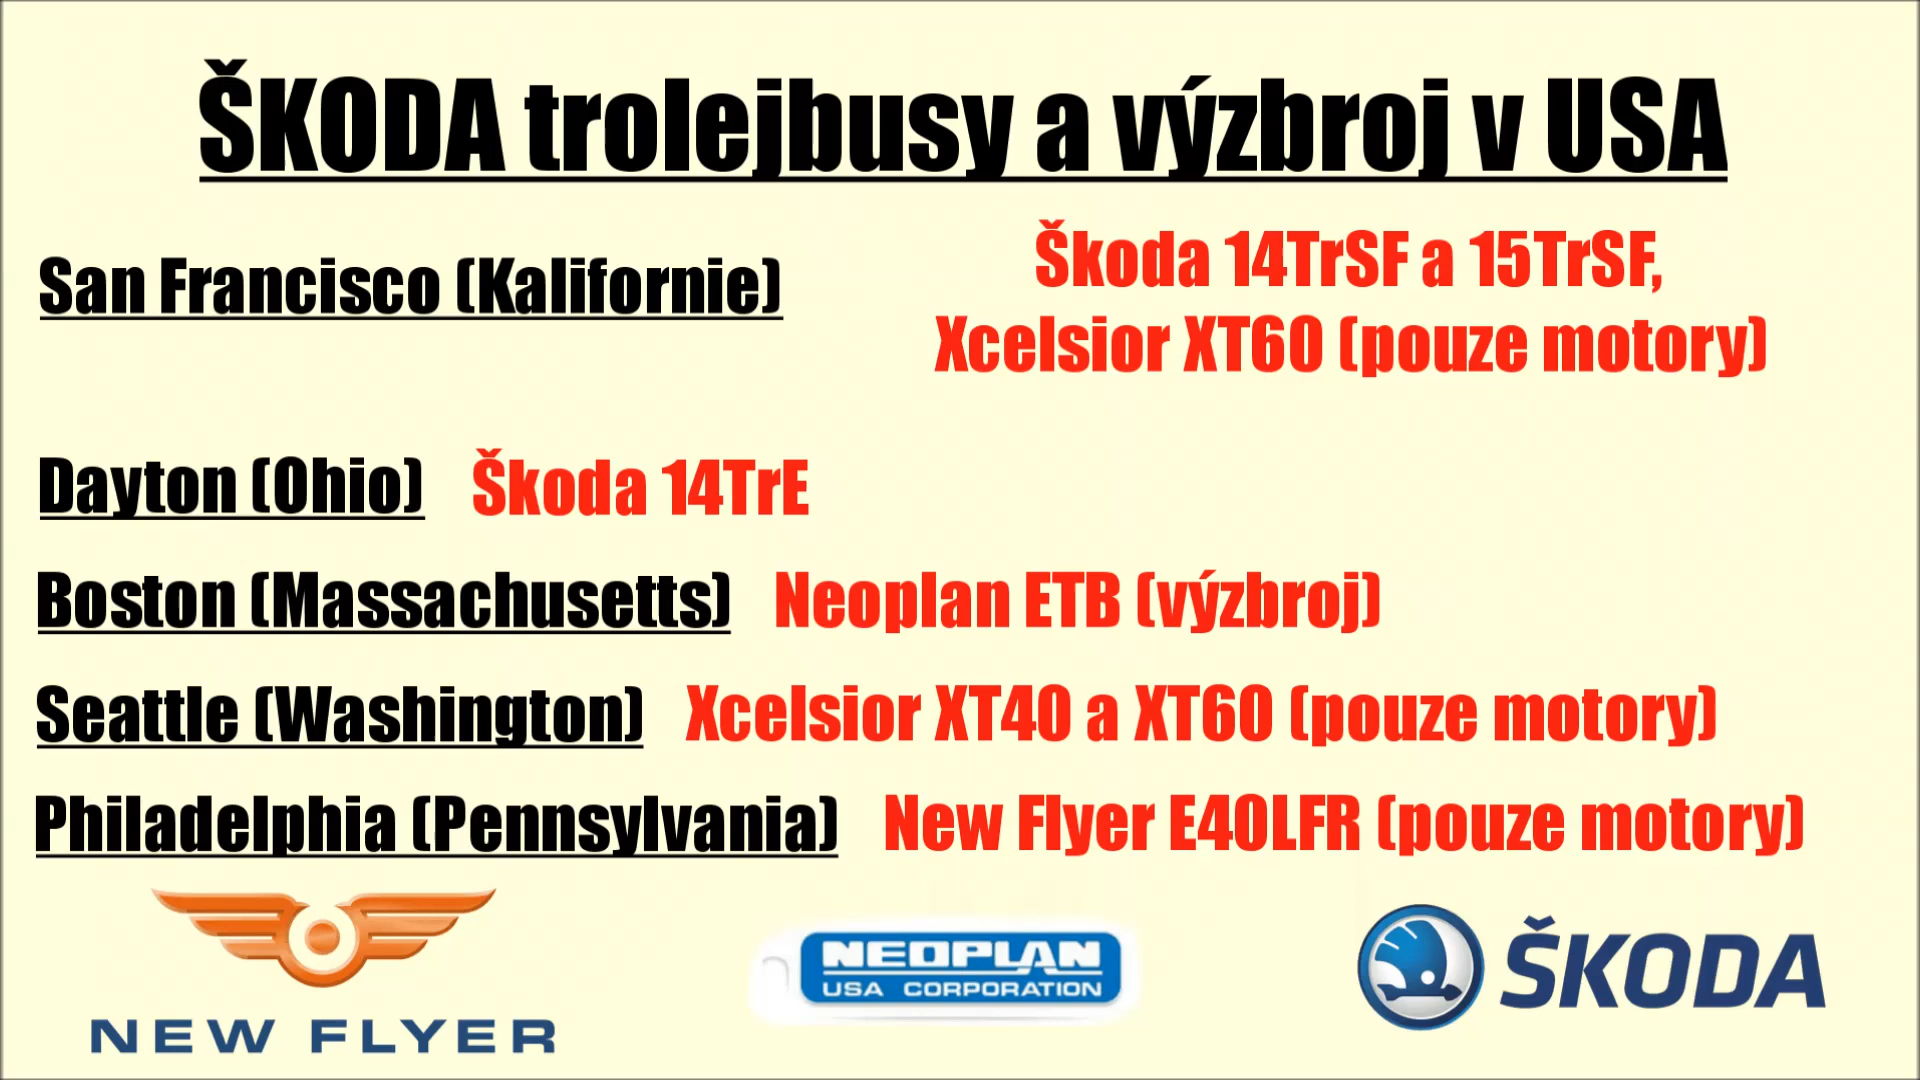 ŠKODA trolejbusy a výzbroj v USA
San Francisco (Kalifornie)
Škoda 14TrSF a 15TrSF,
Xcelsior XT60 (pouze motory)
Dayton (Ohio) Škoda 14TrE
Boston (Massachusetts) Neoplan ETB (výzbroj)
Seattle (Washington) Xcelsior XT40 a XT60 (pouze motory)
Philadelphia (Pennsylvania) New Flyer E40LFR (pouze motory)
NEW FLYER
NEOPLAN
USA CORPORATION
ŠKODA